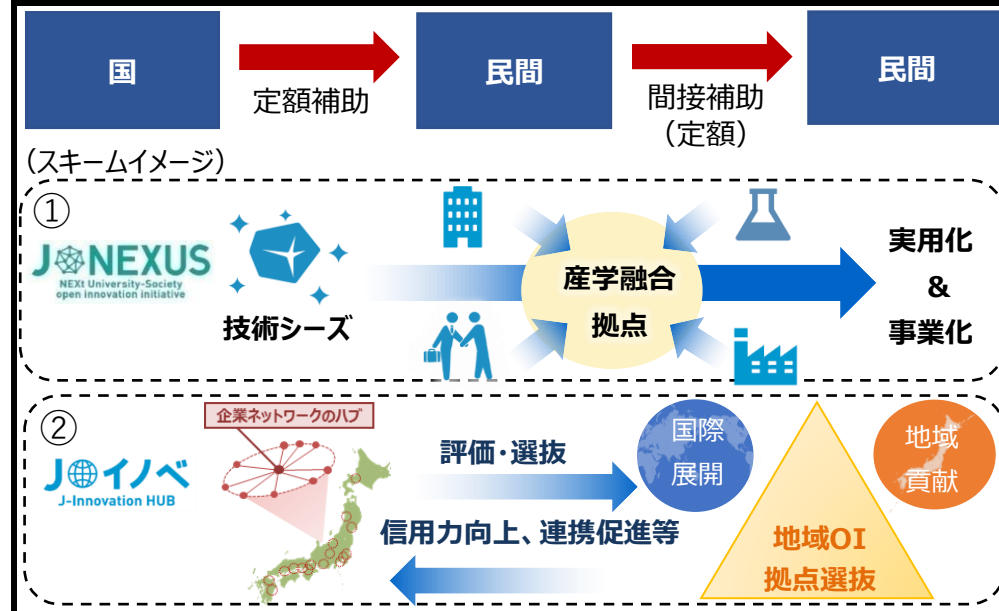 国
定額補助
民間
間接補助
（定額）
民間
（スキームイメージ）
①
J NEXUS
NEXt University-Society
open innovation initiative
技術シーズ
産学融合
拠点
実用化
&
事業化
②
Jイノベ
J-Innovation HUB
企業ネットワークのハブ
評価・選抜
信用力向上、連携促進等
国際
展開
地域OI
拠点選抜
地域
貢献